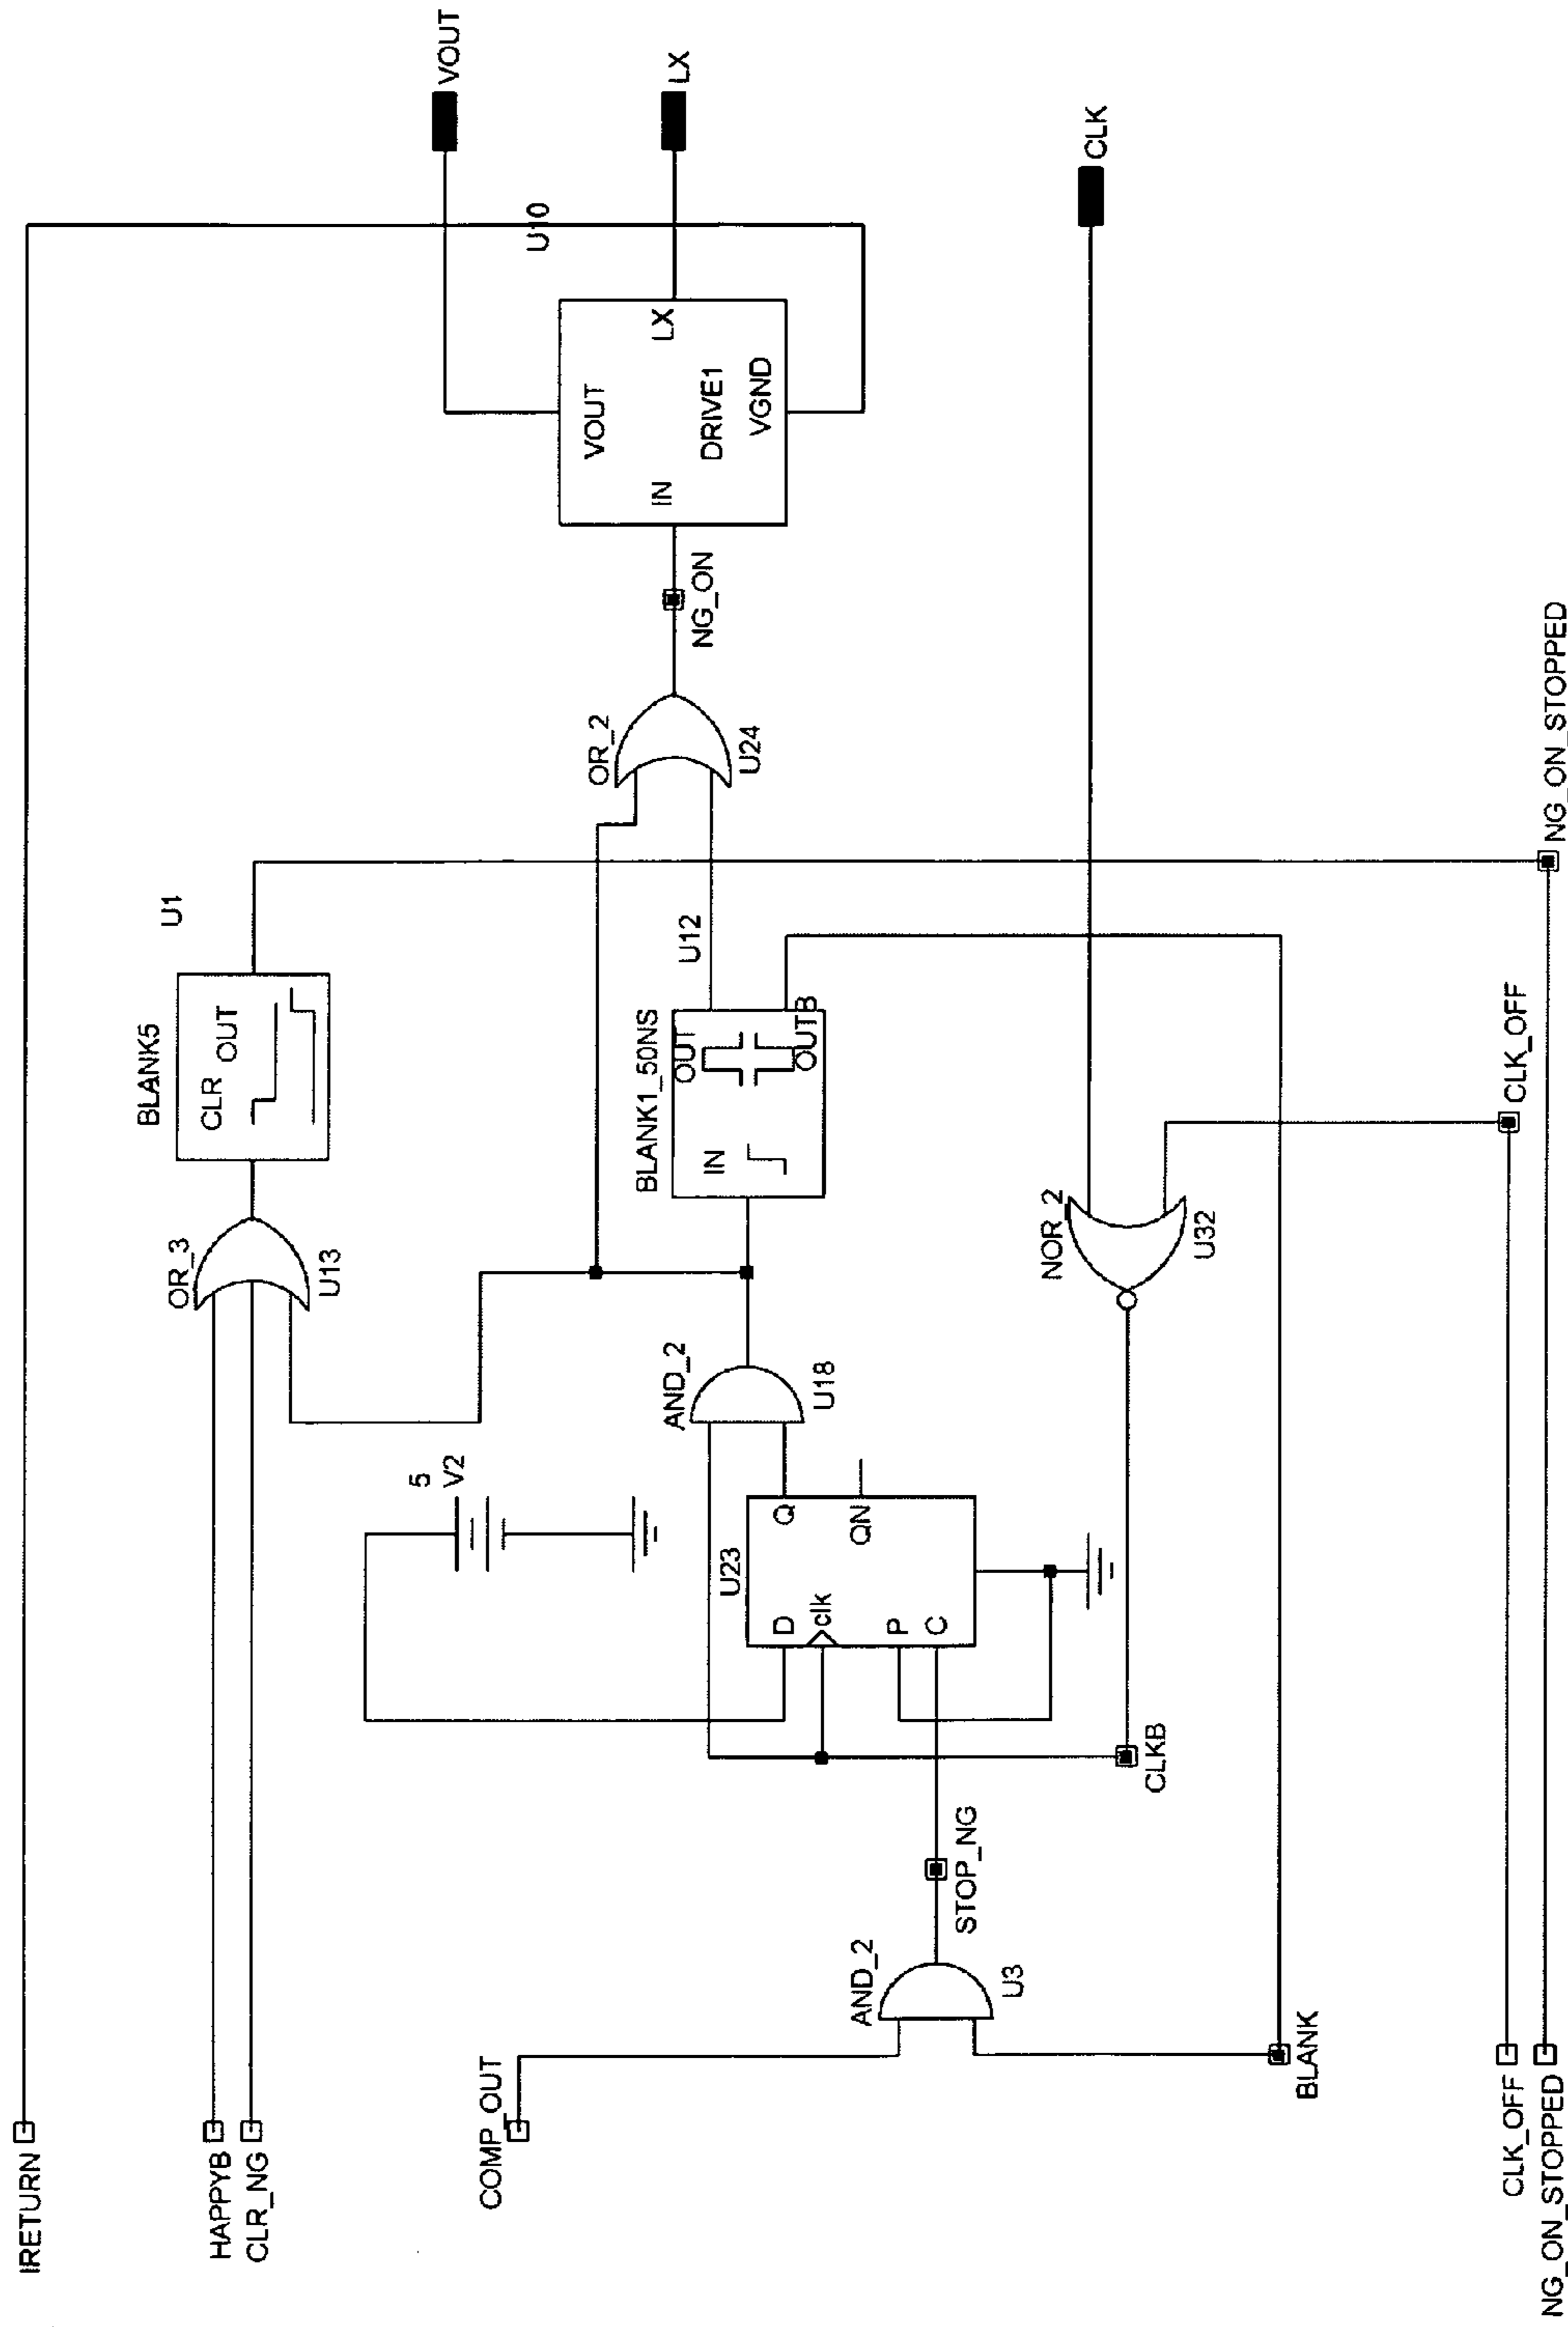 IRETURN
HAPPYB
CLR_NG
COMP_OUT
BLANK
CLK_OFF
NG_ON_STOPPED
AND_2
U3
STOP_NG
CLKB
U23
D
clk
P
C
Q
QN
5
V2
AND_2
U18
OR_3
U13
BLANK5
CLR
OUT
U1
BLANK1_50NS
IN
OUT
OUTB
U12
NOR_2
U32
CLK_OFF
NG_ON_STOPPED
OR_2
U24
NG_ON
IN
VOUT
LX
DRIVE1
VGND
U10
VOUT
LX
CLK